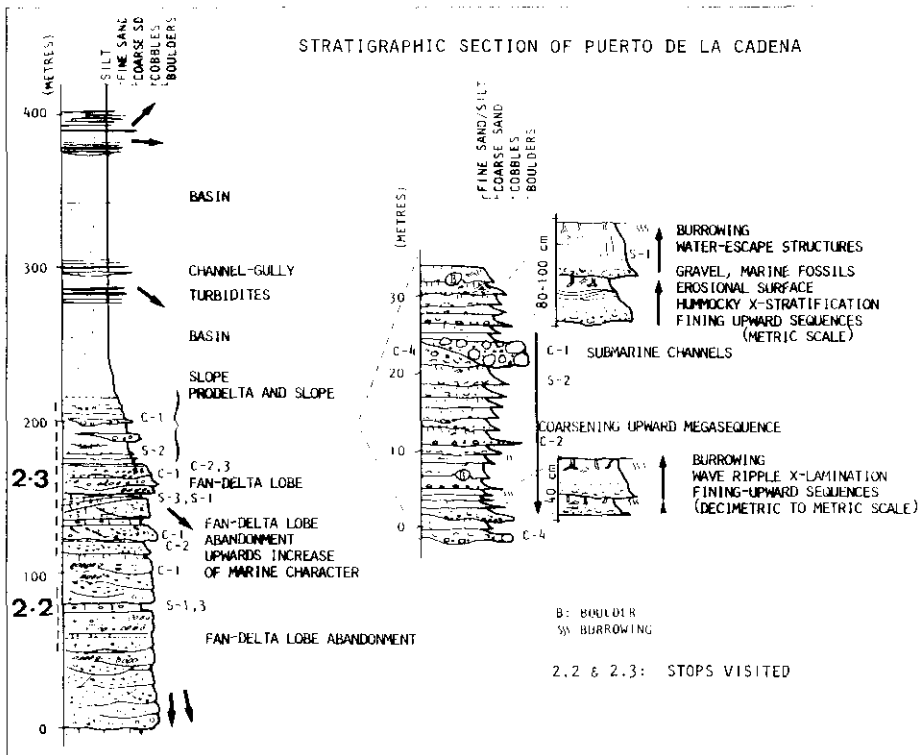 STRATIGRAPHIC SECTION OF PUERTO DE LA CADENA
(METRES)
SILT
FINE SAND
COARSE SD
COBBLES
BOULDERS
400
BASIN
300
CHANNEL-GULLY
TURBIDITES
BASIN
SLOPE
PRODELTA AND SLOPE
200
C-1
S-2
C-2,3
2·3
C-1
FAN-DELTA LOBE
S-3,S-1
FAN-DELTA LOBE
C-1
ABANDONMENT
C-2
UPWARDS INCREASE
C-1
OF MARINE CHARACTER
100
2·2
S-1,3
FAN-DELTA LOBE ABANDONMENT
0
(METRES)
FINE SAND/SILT
COARSE SAND
COBBLES
BOULDERS
30
B
C-4
20
C-1 SUBMARINE CHANNELS
S-2
COARSENING UPWARD MEGASEQUENCE
C-2
10
B
0
C-4
80-100 cm
S-1
BURROWING
WATER-ESCAPE STRUCTURES
GRAVEL, MARINE FOSSILS
EROSIONAL SURFACE
HUMMOCKY X-STRATIFICATION
FINING UPWARD SEQUENCES
(METRIC SCALE)
40 cm
BURROWING
WAVE RIPPLE X-LAMINATION
FINING-UPWARD SEQUENCES
(DECIMETRIC TO METRIC SCALE)
B: BOULDER
BURROWING
2.2 & 2.3: STOPS VISITED